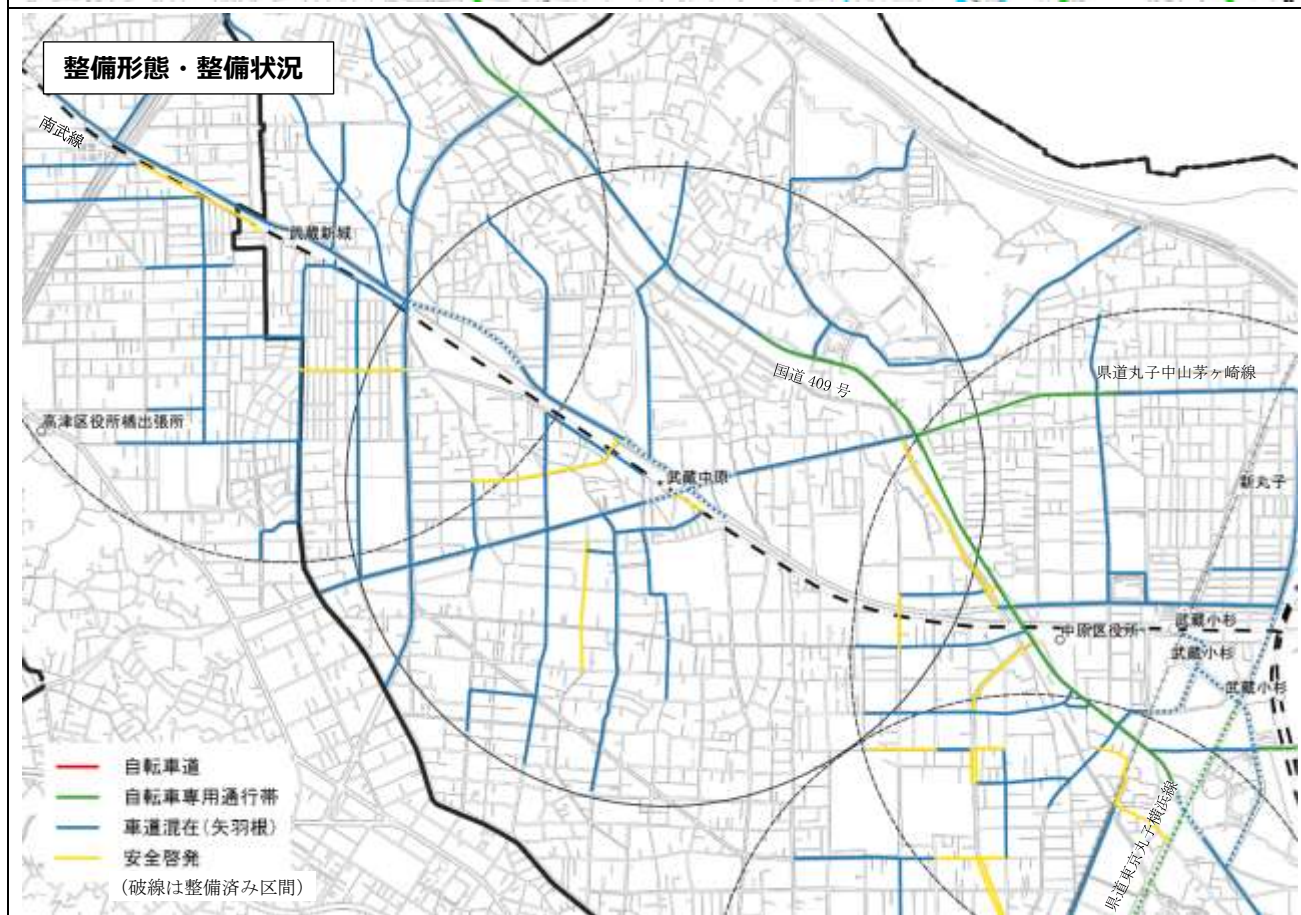 整備形態・整備状況
南武線
武蔵新城
国道 409 号
県道丸子中山茅ヶ崎線
高津区役所橘出張所
武蔵中原
新丸子
中原区役所
武蔵小杉
武蔵小杉
武蔵小杉
県道東京丸子横浜線
自転車道
自転車専用通行帯
車道混在(矢羽根)
安全啓発
(破線は整備済み区間)